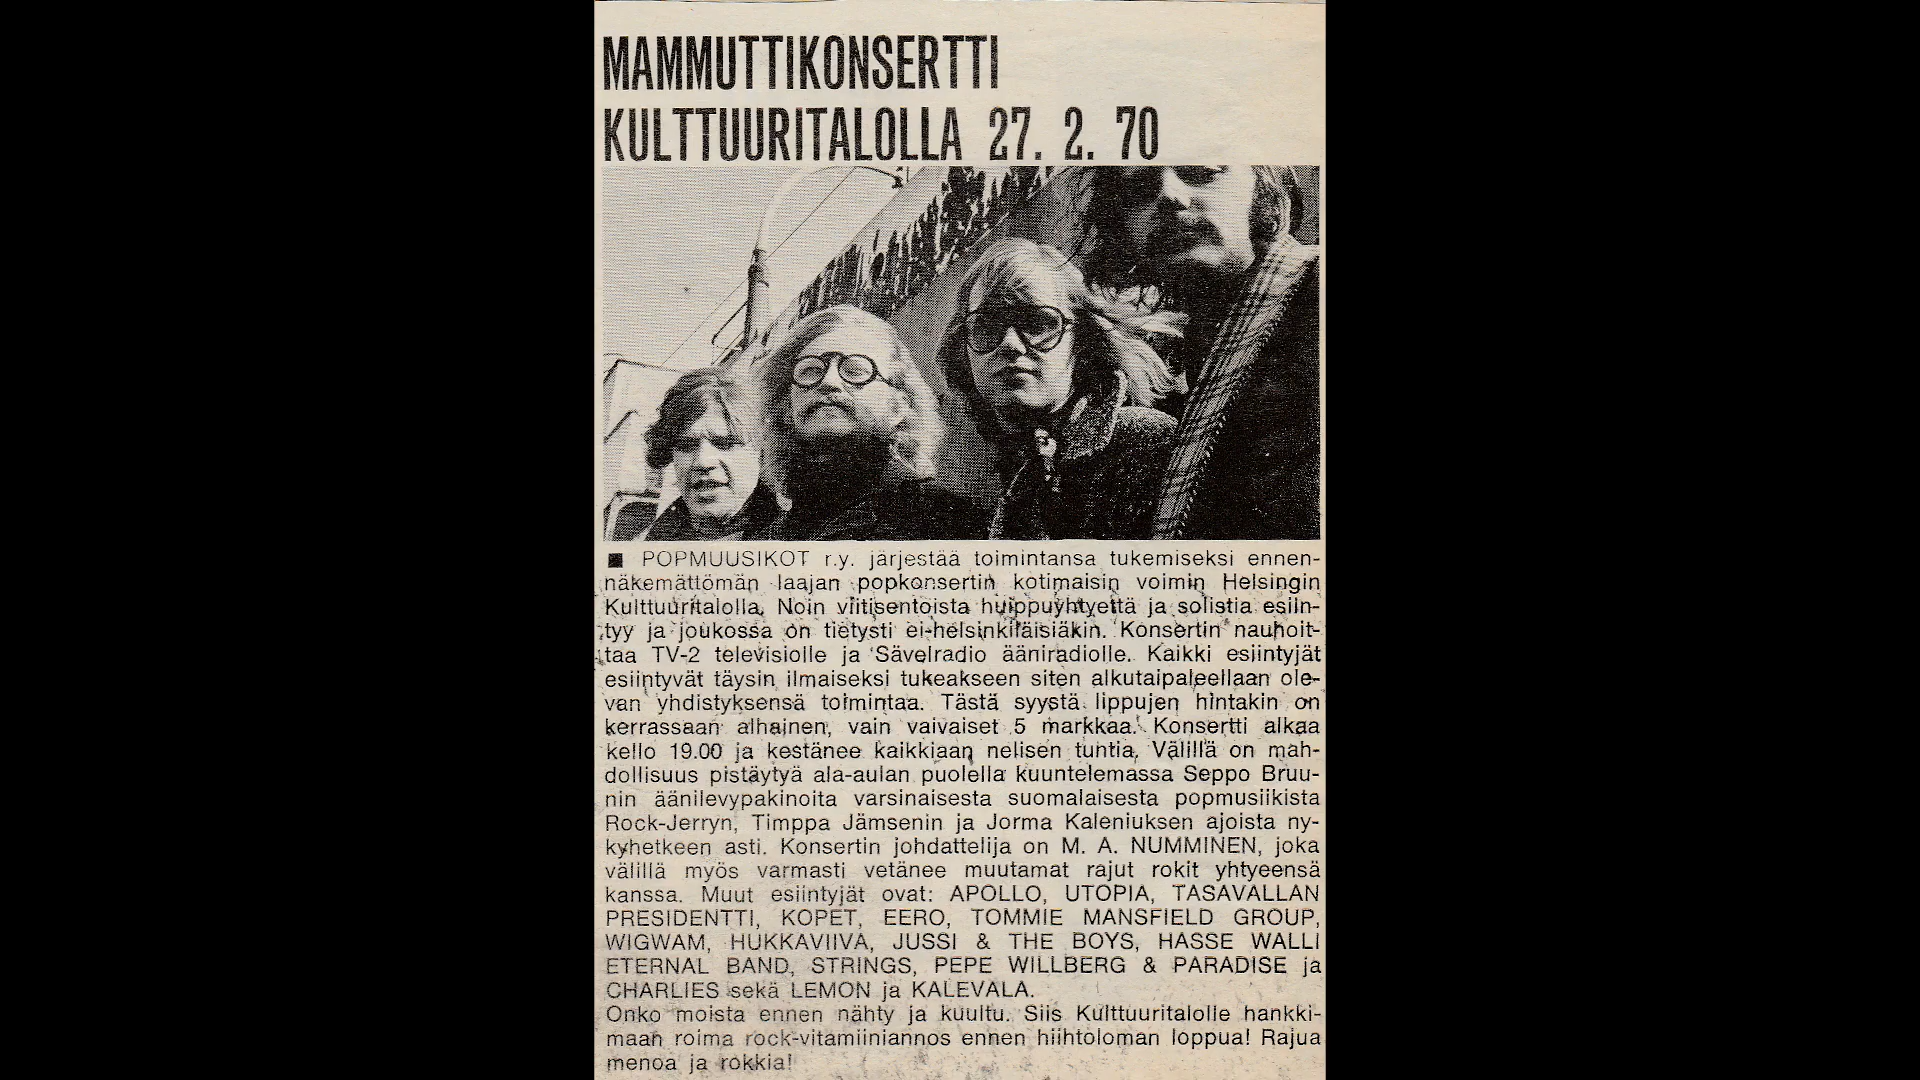 MAMMUTTIKONSERTTI
KULTTUURITALOLLA 27. 2. 70
■ POPMUUSIKOT r.y. järjestää toimintansa tukemiseksi ennen-
näkemättömän laajan popkonsertin kotimaisin voimin Helsingin
Kulttuuritalolla. Noin viitisentoista huippuyhtyettä ja solistia esiin-
tyy ja joukossa on tietysti ei-helsinkiläisiäkin. Konsertin nauhoit-
taa TV-2 televisiolle ja Sävelradio ääniradiolle. Kaikki esiintyjät
esiintyvät täysin ilmaiseksi tukeakseen siten alkutaipaleellaan ole-
van yhdistyksensä toimintaa. Tästä syystä lippujen hintakin on
kerrassaan alhainen, vain vaivaiset 5 markkaa. Konsertti alkaa
kello 19.00 ja kestänee kaikkiaan nelisen tuntia. Välillä on mah-
dollisuus pistäytyä ala-aulan puolella kuuntelemassa Seppo Bruu-
nin äänilevypakinoita varsinaisesta suomalaisesta popmusiikista
Rock-Jerryn, Timppa Jämsenin ja Jorma Kaleniuksen ajoista ny-
kyhetkeen asti. Konsertin johdattelija on M. A. NUMMINEN, joka
välillä myös varmasti vetänee muutamat rajut rokit yhtyeensä
kanssa. Muut esiintyjät ovat: APOLLO, UTOPIA, TASAVALLAN
PRESIDENTTI, KOPET, EERO, TOMMIE MANSFIELD GROUP,
WIGWAM, HUKKAVIIVA, JUSSI & THE BOYS, HASSE WALLI
ETERNAL BAND, STRINGS, PEPE WILLBERG & PARADISE ja
CHARLIES sekä LEMON ja KALEVALA.
Onko moista ennen nähty ja kuultu. Siis Kulttuuritalolle hankki-
maan roima rock-vitamiiniannos ennen hiihtoloman loppua! Rajua
menoa ja rokkia!